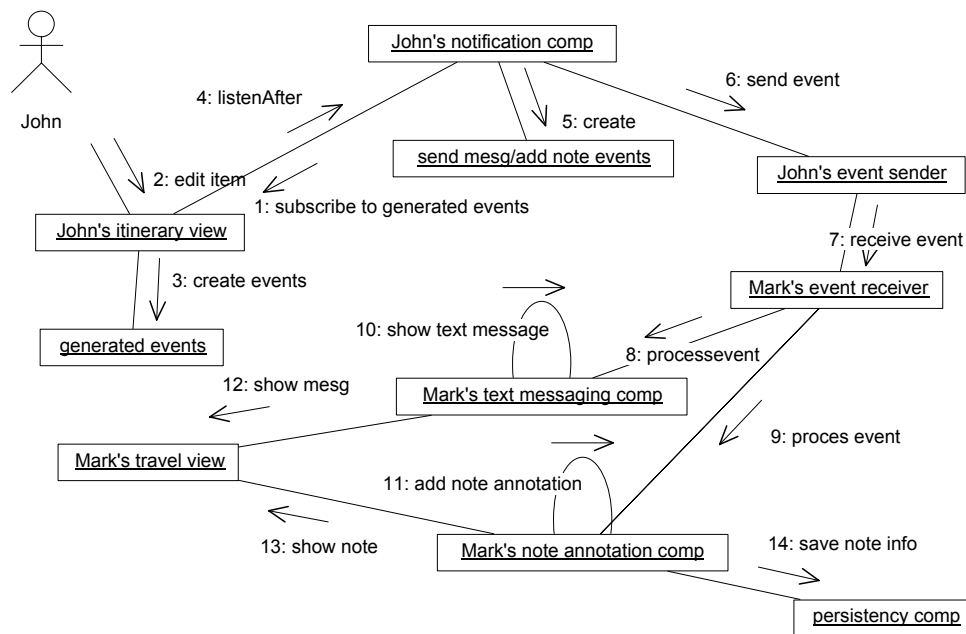 John's notification comp
6: send event
4: listenAfter
John
5: create
send mesg/add note events
John's event sender
2: edit item
1: subscribe to generated events
John's itinerary view
7: receive event
3: create events
Mark's event receiver
10: show text message
generated events
8: processevent
12: show mesg
Mark's text messaging comp
9: proces event
Mark's travel view
11: add note annotation
13: show note
Mark's note annotation comp
14: save note info
persistency comp